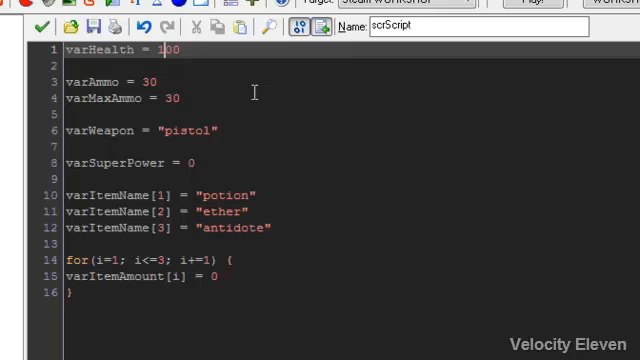 Name: scrScript
1 varHealth = 100
2
3 varAmmo = 30
4 varMaxAmmo = 30
5
6 varWeapon = "pistol"
7
8 varSuperPower = 0
9
10 varItemName[1] = "potion"
11 varItemName[2] = "ether"
12 varItemName[3] = "antidote"
13
14 for(i=1; i<=3; i+=1) {
15 varItemAmount[i] = 0
16 }
Velocity Eleven